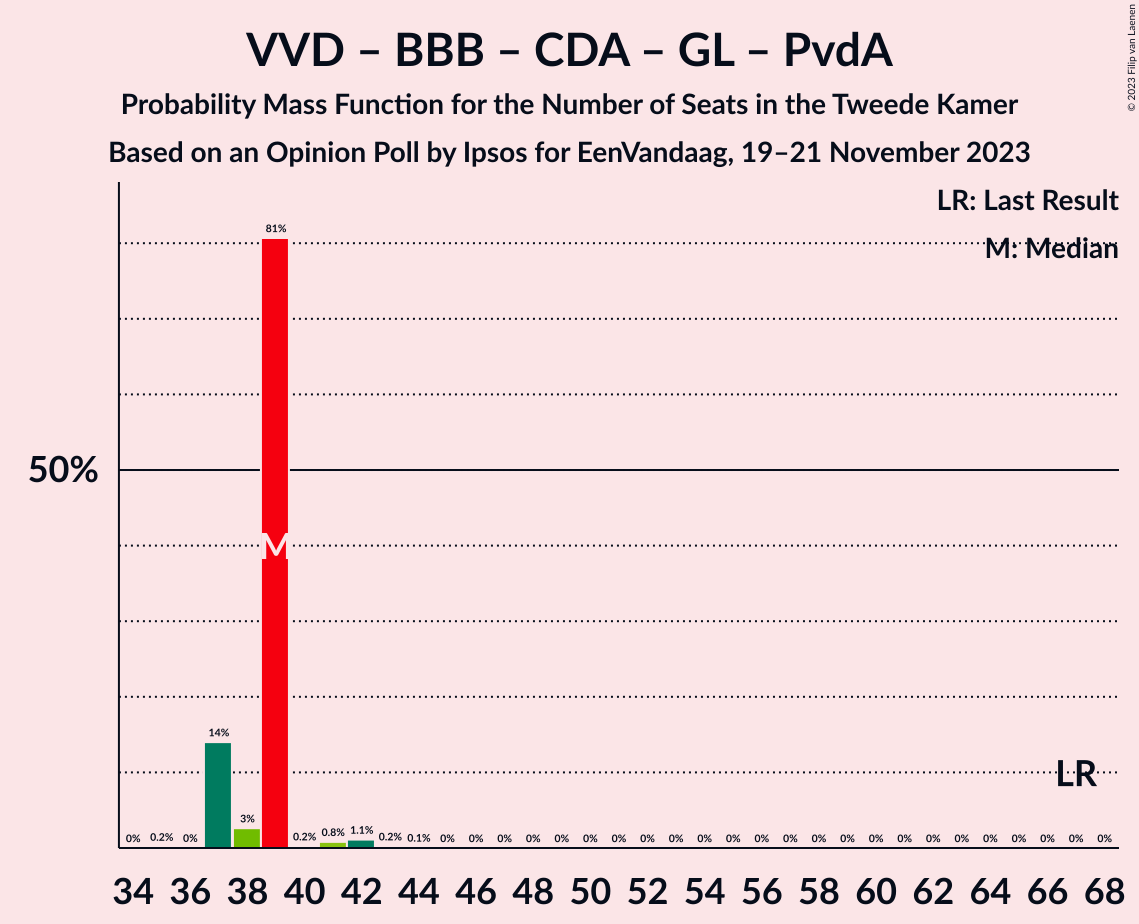 VVD – BBB – CDA – GL – PvdA
Probability Mass Function for the Number of Seats in the Tweede Kamer
Based on an Opinion Poll by Ipsos for EenVandaag, 19–21 November 2023
© 2023 Filip van Laenen
LR: Last Result
M: Median
50%
81%
M
14%
3%
LR
0% 0.2% 0% 0.2% 0.8% 1.1% 0.2% 0.1% 0% 0% 0% 0% 0% 0% 0% 0% 0% 0% 0% 0% 0% 0% 0% 0% 0% 0% 0% 0% 0% 0% 0% 0%
34 36 38 40 42 44 46 48 50 52 54 56 58 60 62 64 66 68